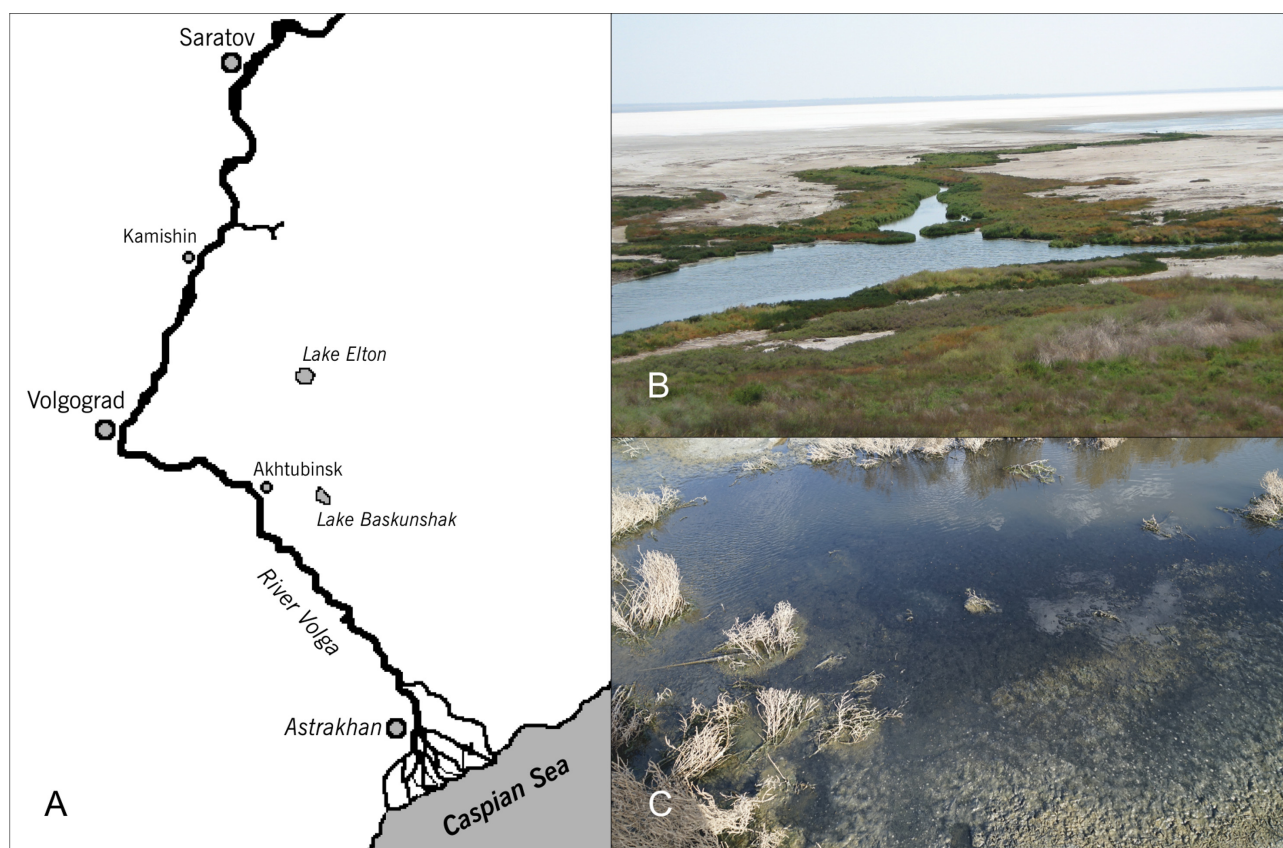 Saratov
Kamishin
Lake Elton
Volgograd
Akhtubinsk
Lake Baskunshak
River Volga
Astrakhan
Caspian Sea
A
B
C